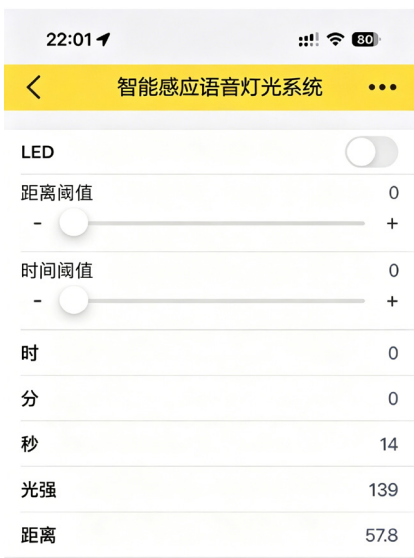 22:01
80
智能感应语音灯光系统
LED
距离阈值 0
- +
时间阈值 0
- +
时 0
分 0
秒 14
光强 139
距离 57.8